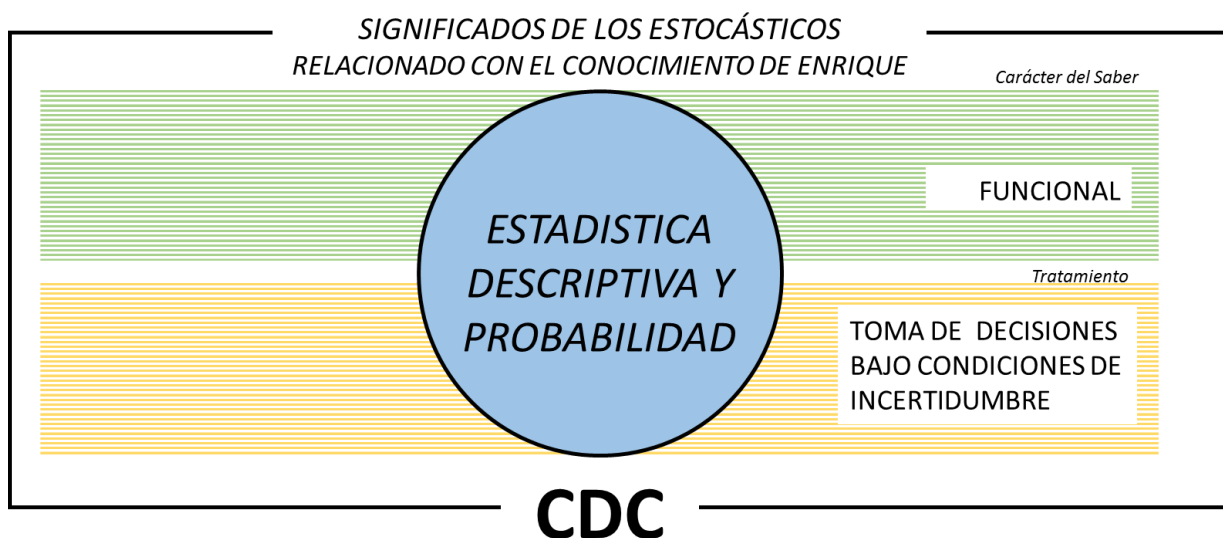 SIGNIFICADOS DE LOS ESTOCÁSTICOS
RELACIONADO CON EL CONOCIMIENTO DE ENRIQUE
Carácter del Saber
FUNCIONAL
ESTADISTICA
DESCRIPTIVA Y
PROBABILIDAD
Tratamiento
TOMA DE DECISIONES
BAJO CONDICIONES DE
INCERTIDUMBRE
CDC